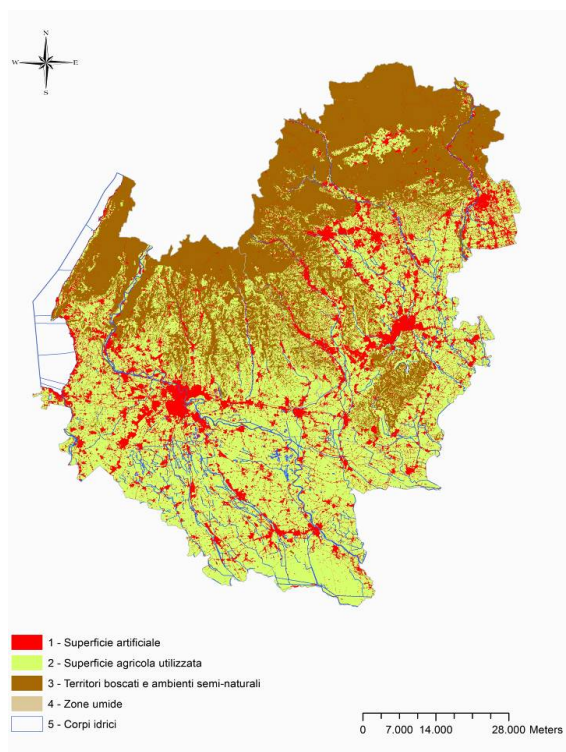 N
W E
S
1 - Superficie artificiale
2 - Superficie agricola utilizzata
3 - Territori boscati e ambienti semi-naturali
4 - Zone umide
5 - Corpi idrici
0 7.000 14.000 28.000 Meters